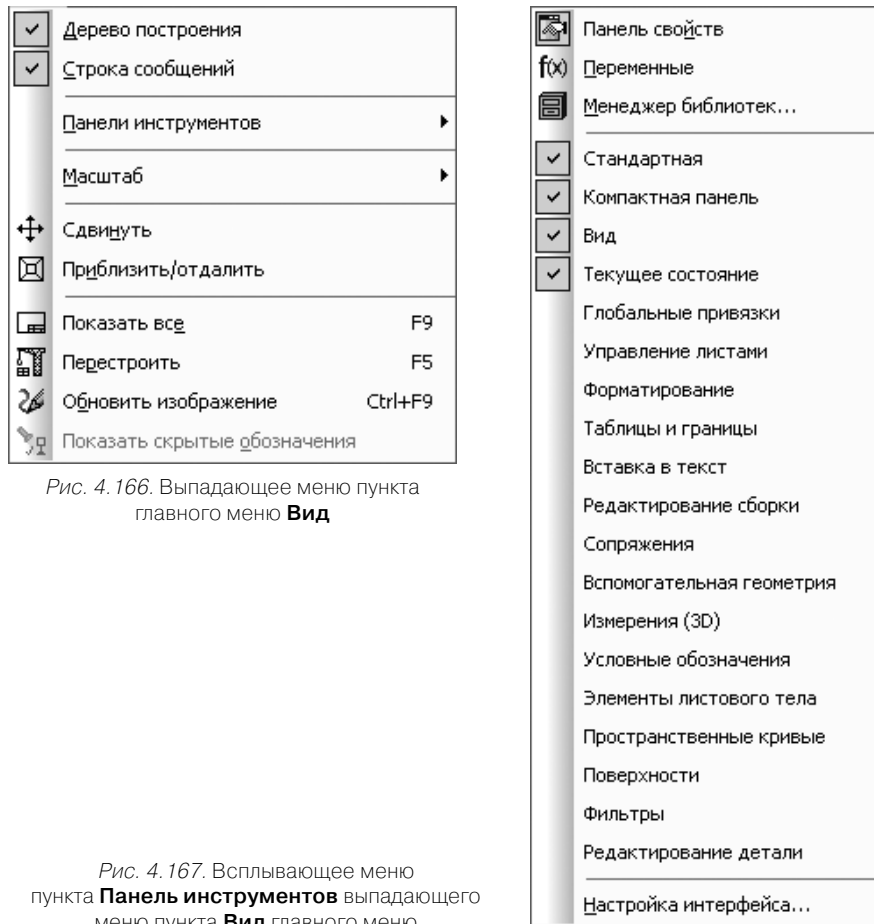 Дерево построения
Строка сообщений
Панели инструментов
Масштаб
Сдвинуть
Приблизить/отдалить
Показать все F9
Перестроить F5
Обновить изображение Ctrl+F9
Показать скрытые обозначения
Рис. 4.166. Выпадающее меню пункта
главного меню Вид
Панель свойств
f(x) Переменные
Менеджер библиотек...
Стандартная
Компактная панель
Вид
Текущее состояние
Глобальные привязки
Управление листами
Форматирование
Таблицы и границы
Вставка в текст
Редактирование сборки
Сопряжения
Вспомогательная геометрия
Измерения (3D)
Условные обозначения
Элементы листового тела
Пространственные кривые
Поверхности
Фильтры
Редактирование детали
Настройка интерфейса...
Рис. 4.167. Всплывающее меню
пункта Панель инструментов выпадающего
меню пункта Вид главного меню